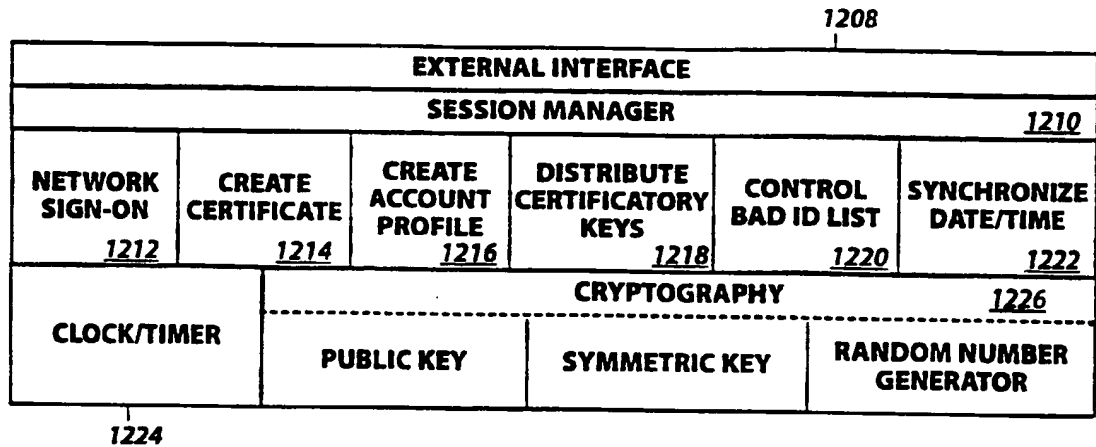 1208
EXTERNAL INTERFACE
SESSION MANAGER
1210
NETWORK
SIGN-ON
1212
CREATE
CERTIFICATE
1214
CREATE
ACCOUNT
PROFILE
1216
DISTRIBUTE
CERTIFICATORY
KEYS
1218
CONTROL
BAD ID LIST
1220
SYNCHRONIZE
DATE/TIME
1222
CLOCK/TIMER
CRYPTOGRAPHY
1226
PUBLIC KEY
SYMMETRIC KEY
RANDOM NUMBER
GENERATOR
1224